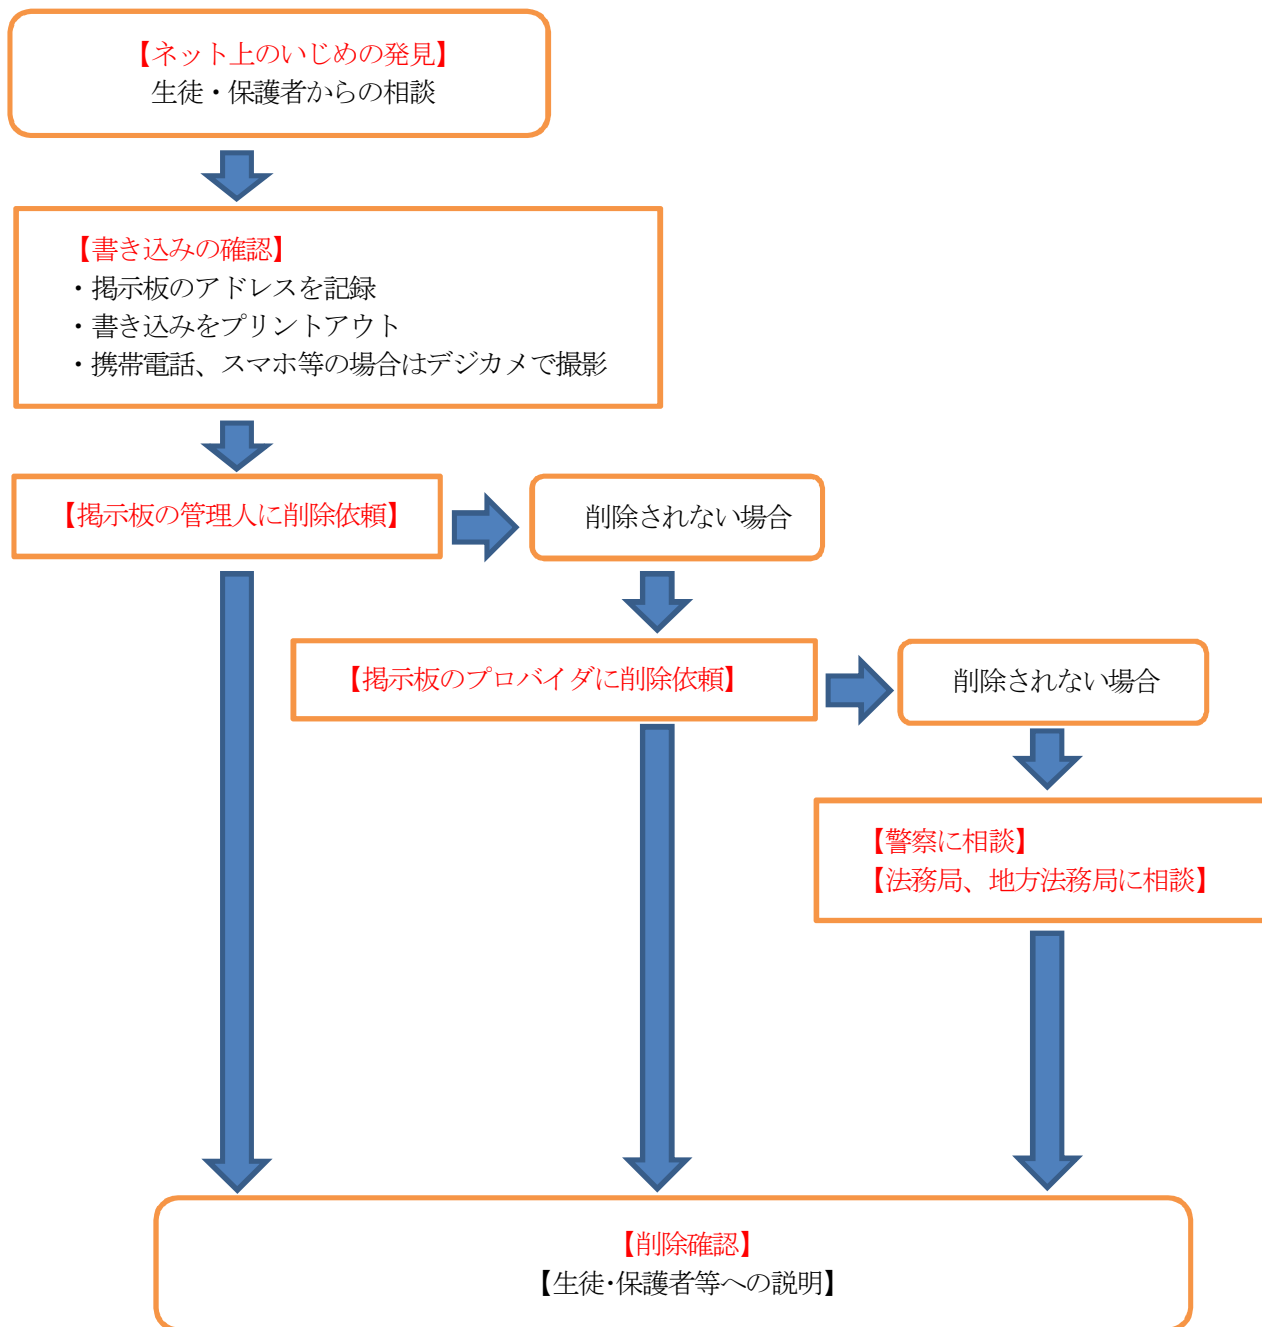 【ネット上のいじめの発見】
生徒・保護者からの相談
【書き込みの確認】
・掲示板のアドレスを記録
・書き込みをプリントアウト
・携帯電話、スマホ等の場合はデジカメで撮影
【掲示板の管理人に削除依頼】
削除されない場合
【掲示板のプロバイダに削除依頼】
削除されない場合
【警察に相談】
【法務局、地方法務局に相談】
【削除確認】
【生徒・保護者等への説明】